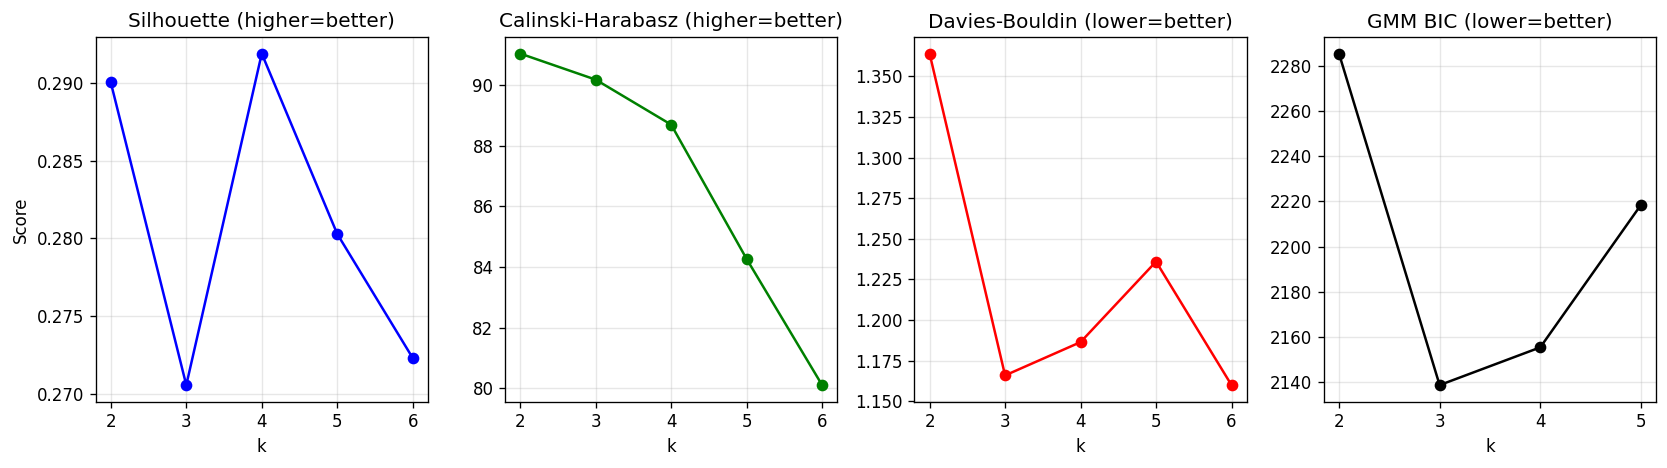 Silhouette (higher=better)
0.290
0.285
0.280
0.275
0.270
Score
2 3 4 5 6
k
Calinski-Harabasz (higher=better)
90
88
86
84
82
80
2 3 4 5 6
k
Davies-Bouldin (lower=better)
1.350
1.325
1.300
1.275
1.250
1.225
1.200
1.175
1.150
2 3 4 5 6
k
GMM BIC (lower=better)
2280
2260
2240
2220
2200
2180
2160
2140
2 3 4 5
k